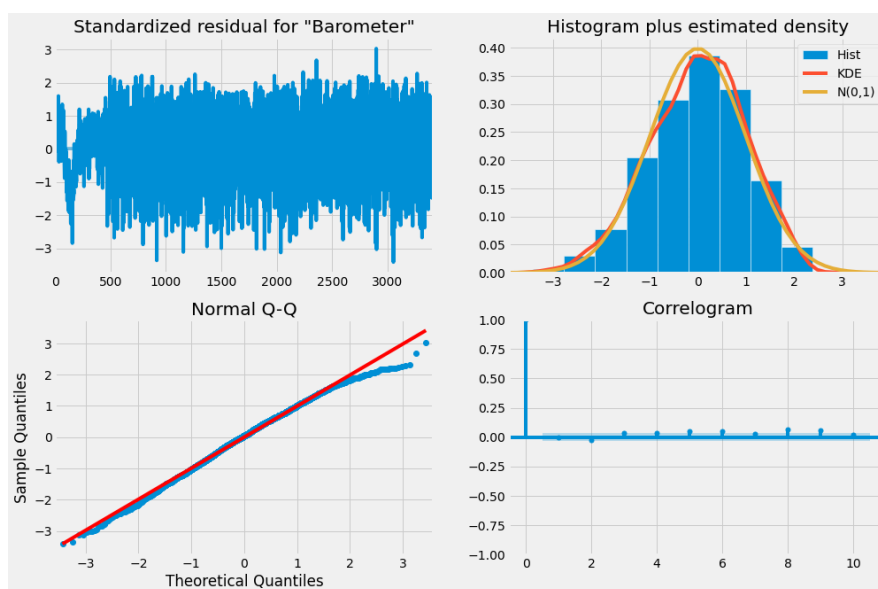 Standardized residual for "Barometer"
3
2
1
0
−1
−2
−3
0 500 1000 1500 2000 2500 3000
Histogram plus estimated density
0.40
0.35
0.30
0.25
0.20
0.15
0.10
0.05
0.00
Hist
KDE
N(0,1)
−3 −2 −1 0 1 2 3
Normal Q-Q
Sample Quantiles
3
2
1
0
−1
−2
−3
−3 −2 −1 0 1 2 3
Theoretical Quantiles
Correlogram
1.00
0.75
0.50
0.25
0.00
−0.25
−0.50
−0.75
−1.00
0 2 4 6 8 10